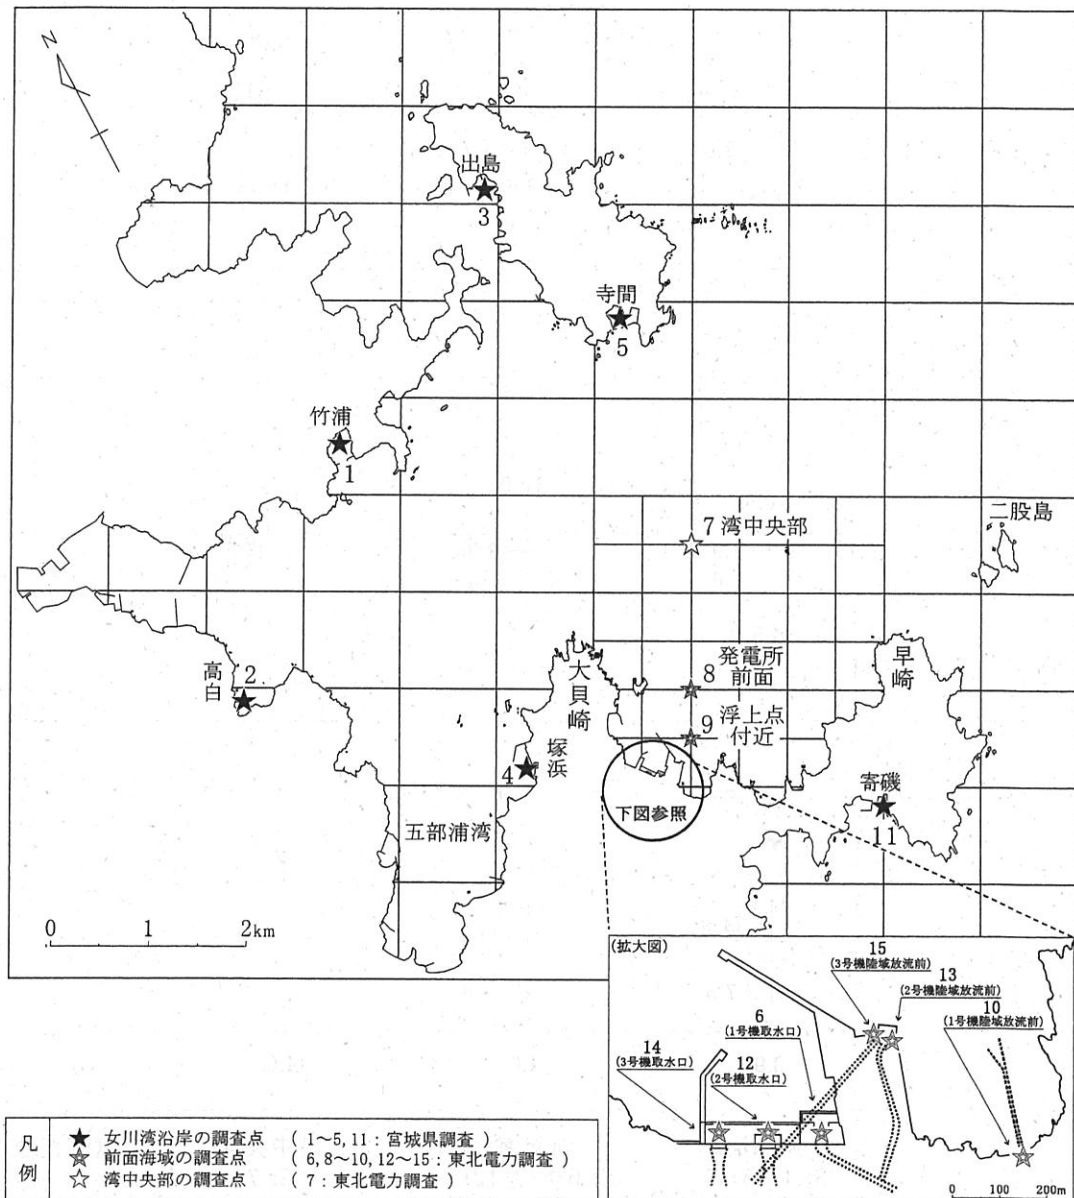 N
出島
3
寺間
5
竹浦
1
二股島
7 湾中央部
高白
2
大貝崎
8 発電所前面
早崎
9 浮上点付近
塚浜
4
寄磯
11
下図参照
五部浦湾
0 1 2km
(拡大図)
15
(3号機陸域放流前)
13
(2号機陸域放流前)
10
(1号機陸域放流前)
6
(1号機取水口)
14
(3号機取水口)
12
(2号機取水口)
0 100 200m
凡例
★ 女川湾沿岸の調査点 ( 1~5, 11 : 宮城県調査 )
☆ 前面海域の調査点 ( 6, 8~10, 12~15 : 東北電力調査 )
☆ 湾中央部の調査点 ( 7 : 東北電力調査 )